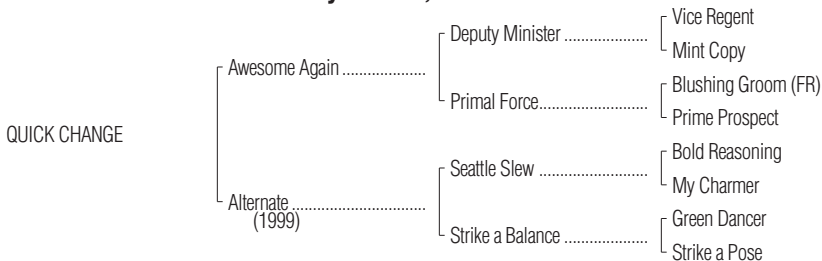 Vice Regent
Deputy Minister ....................
Mint Copy
Awesome Again ....................
Blushing Groom (FR)
Primal Force..........................
Prime Prospect
QUICK CHANGE
Bold Reasoning
Seattle Slew ..........................
My Charmer
Alternate ................................
(1999)
Green Dancer
Strike a Balance ....................
Strike a Pose